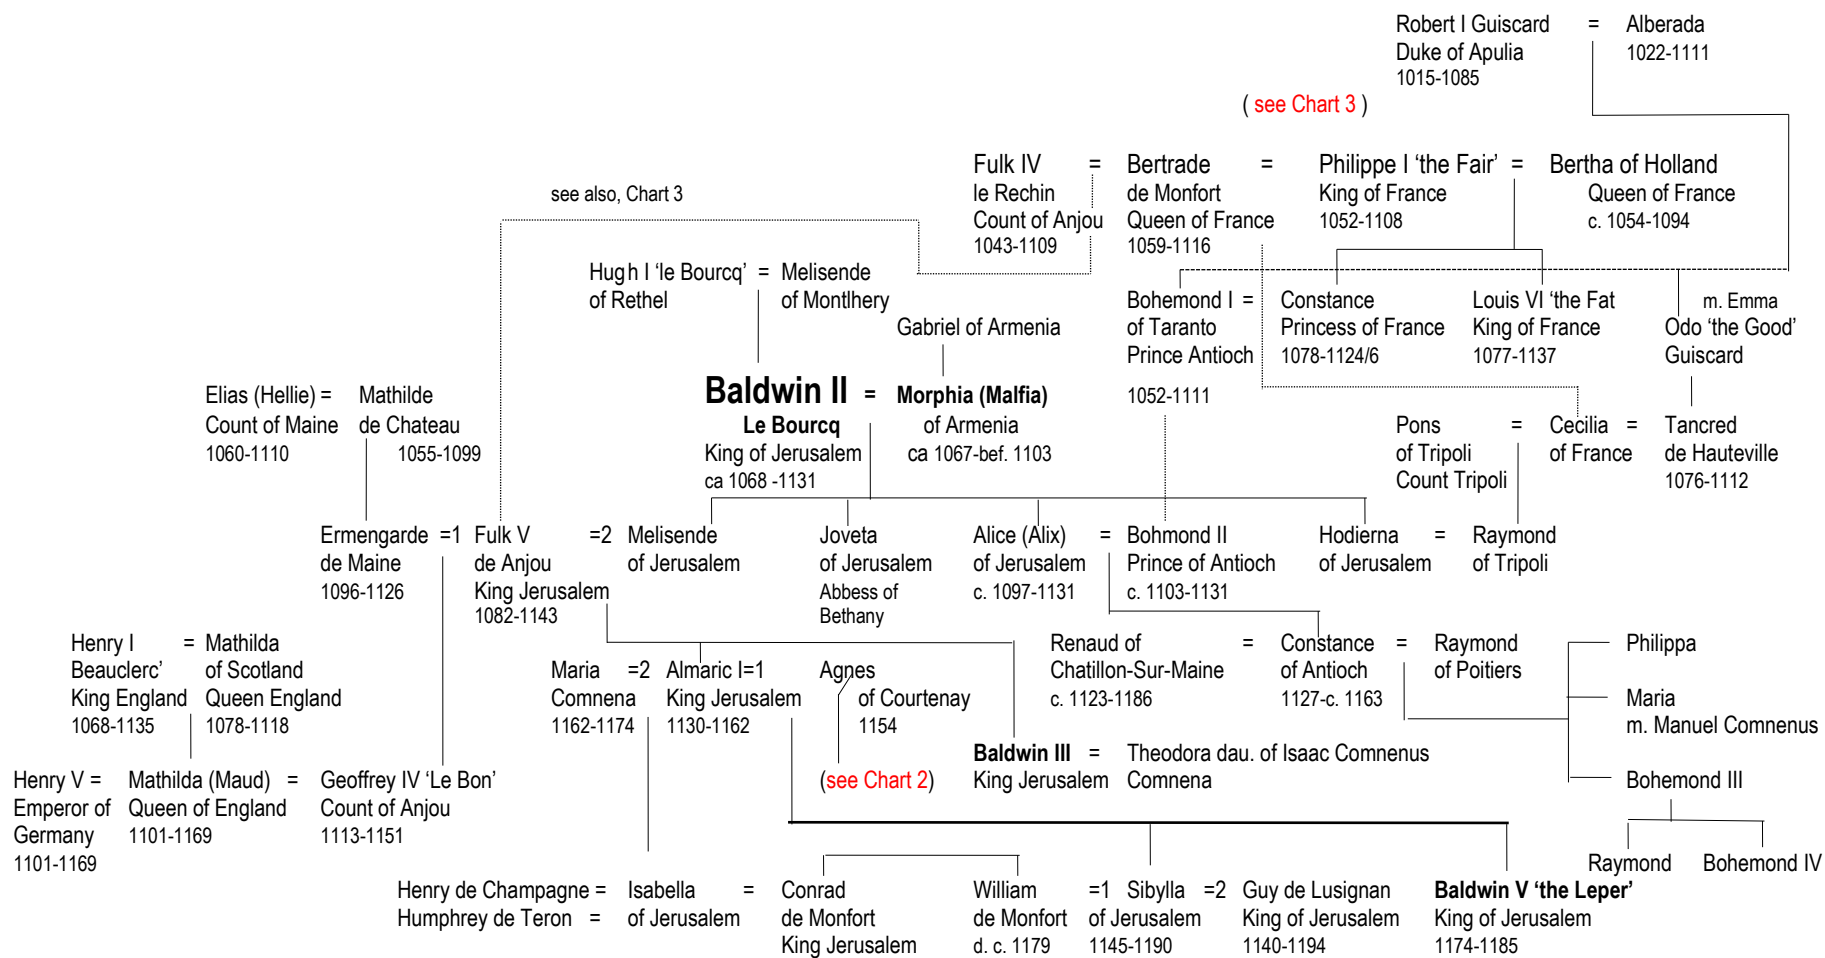 Robert I Guiscard = Alberada
Duke of Apulia 1022-1111
1015-1085
( see Chart 3 )
Fulk IV = Bertrade = Philippe I ‘the Fair’ = Bertha of Holland
see also, Chart 3 le Rechin de Monfort King of France Queen of France
Count of Anjou Queen of France 1052-1108 c. 1054-1094
1043-1109 1059-1116
Hugh I ‘le Bourcq’ = Melisende
of Rethel of Montlhery
Bohemond I = Constance Louis VI ‘the Fat m. Emma
Gabriel of Armenia of Taranto Princess of France King of France Odo ‘the Good’
Prince Antioch 1078-1124/6 1077-1137 Guiscard
Elias (Hellie) = Mathilde Baldwin II = Morphia (Malfia) 1052-1111
Count of Maine de Chateau Le Bourcq of Armenia Pons = Cecilia = Tancred
1060-1110 1055-1099 King of Jerusalem ca 1067-bef. 1103 of Tripoli of France de Hauteville
ca 1068 -1131 Count Tripoli 1076-1112
Ermengarde =1 Fulk V =2 Melisende Joveta Alice (Alix) = Bohmond II Hodierna = Raymond
de Maine de Anjou of Jerusalem of Jerusalem of Jerusalem Prince of Antioch of Jerusalem of Tripoli
1096-1126 King Jerusalem Abbess of c. 1097-1131 c. 1103-1131
1082-1143 Bethany
Henry I = Mathilda Renaud of = Constance = Raymond Philippa
Beauclerc’ of Scotland Maria =2 Almaric I=1 Agnes Chatillon-Sur-Maine of Antioch of Poitiers
King England Queen England Comnena King Jerusalem of Courtenay c. 1123-1186 1127-c. 1163 Maria
1068-1135 1078-1118 1162-1174 1130-1162 1154 m. Manuel Comnenus
Baldwin III = Theodora dau. of Isaac Comnenus
Henry V = Mathilda (Maud) = Geoffrey IV ‘Le Bon’ (see Chart 2) King Jerusalem Comnena Bohemond III
Emperor of Queen of England Count of Anjou
Germany 1101-1169 1113-1151
1101-1169 Raymond Bohemond IV
Henry de Champagne = Isabella = Conrad William =1 Sibylla =2 Guy de Lusignan Baldwin V ‘the Leper’
Humphrey de Teron = of Jerusalem de Monfort de Monfort of Jerusalem King of Jerusalem King of Jerusalem
King Jerusalem d. c. 1179 1145-1190 1140-1194 1174-1185